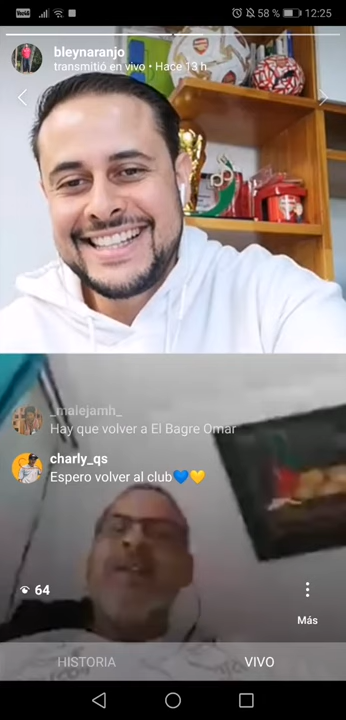 58 %
12:25
bleynaranjo
transmitió en vivo • Hace 13 h
_malejamh_
Hay que volver a El Bagre Omar
charly_qs
Espero volver al club💙💛
64
Más
HISTORIA
VIVO